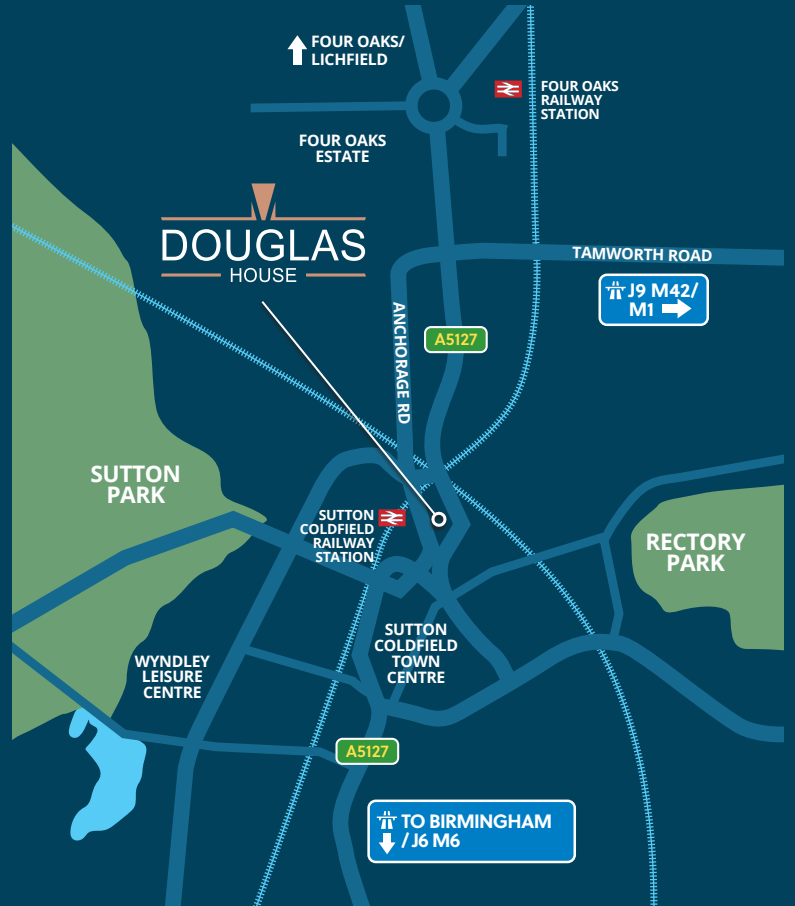 FOUR OAKS/
LICHFIELD
FOUR OAKS
RAILWAY
STATION
FOUR OAKS
ESTATE
DOUGLAS
HOUSE
TAMWORTH ROAD
J9 M42/
M1
ANCHORAGE RD
A5127
SUTTON
PARK
SUTTON
COLDFIELD
RAILWAY
STATION
RECTORY
PARK
SUTTON
COLDFIELD
TOWN
CENTRE
WYNDLEY
LEISURE
CENTRE
A5127
TO BIRMINGHAM
/J6 M6